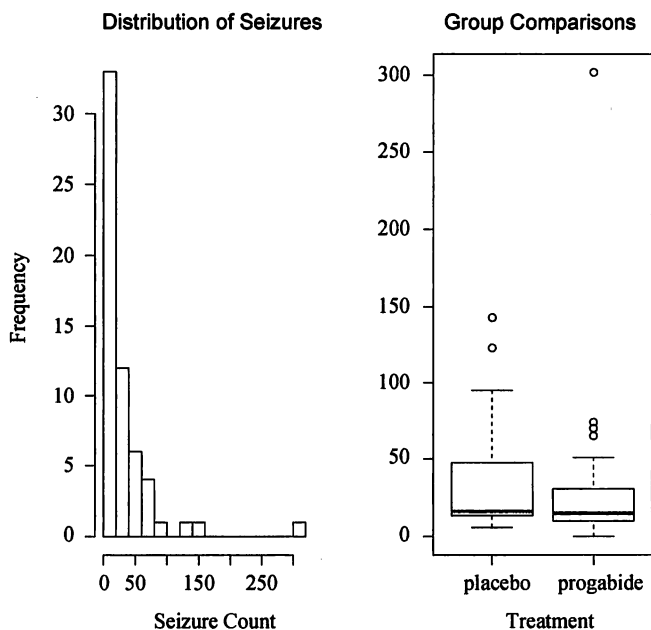 Distribution of Seizures
Frequency
30
25
20
15
10
5
0
0 50 150 250
Seizure Count
Group Comparisons
300
250
200
150
100
50
0
placebo progabide
Treatment